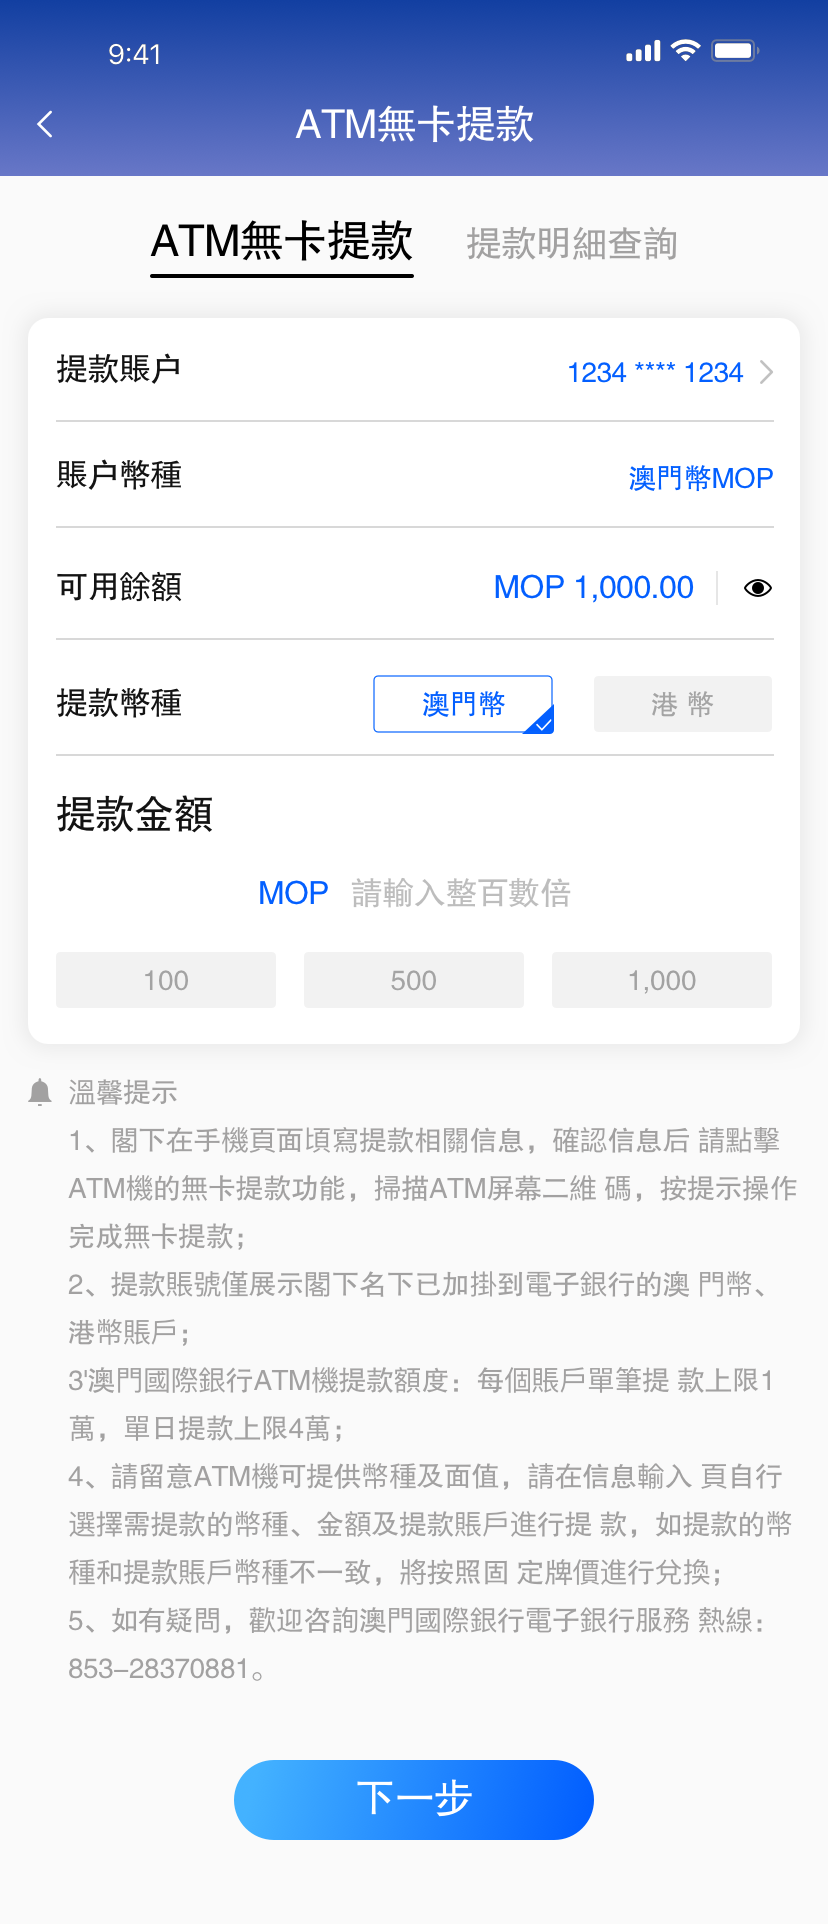 9:41
ATM無卡提款
ATM無卡提款 提款明細查詢
提款賬户 1234 **** 1234
賬户幣種 澳門幣MOP
可用餘額 MOP 1,000.00
提款幣種 澳門幣 港 幣
提款金額
MOP 請輸入整百數倍
100 500 1,000
溫馨提示
1、閣下在手機頁面頃寫提款相關信息，確認信息后 請點擊
ATM機的無卡提款功能，掃描ATM屏幕二維 碼，按提示操作
完成無卡提款；
2、提款賬號僅展示閣下名下已加掛到電子銀行的澳 門幣、
港幣賬戶；
3'澳門國際銀行ATM機提款額度：每個賬戶單筆提 款上限1
萬，單日提款上限4萬；
4、請留意ATM機可提供幣種及面值，請在信息輸入 頁自行
選擇需提款的幣種、金額及提款賬戶進行提 款，如提款的幣
種和提款賬戶幣種不一致，將按照固 定牌價進行兌換；
5、如有疑問，歡迎咨詢澳門國際銀行電子銀行服務 熱線：
853–28370881。
下一步